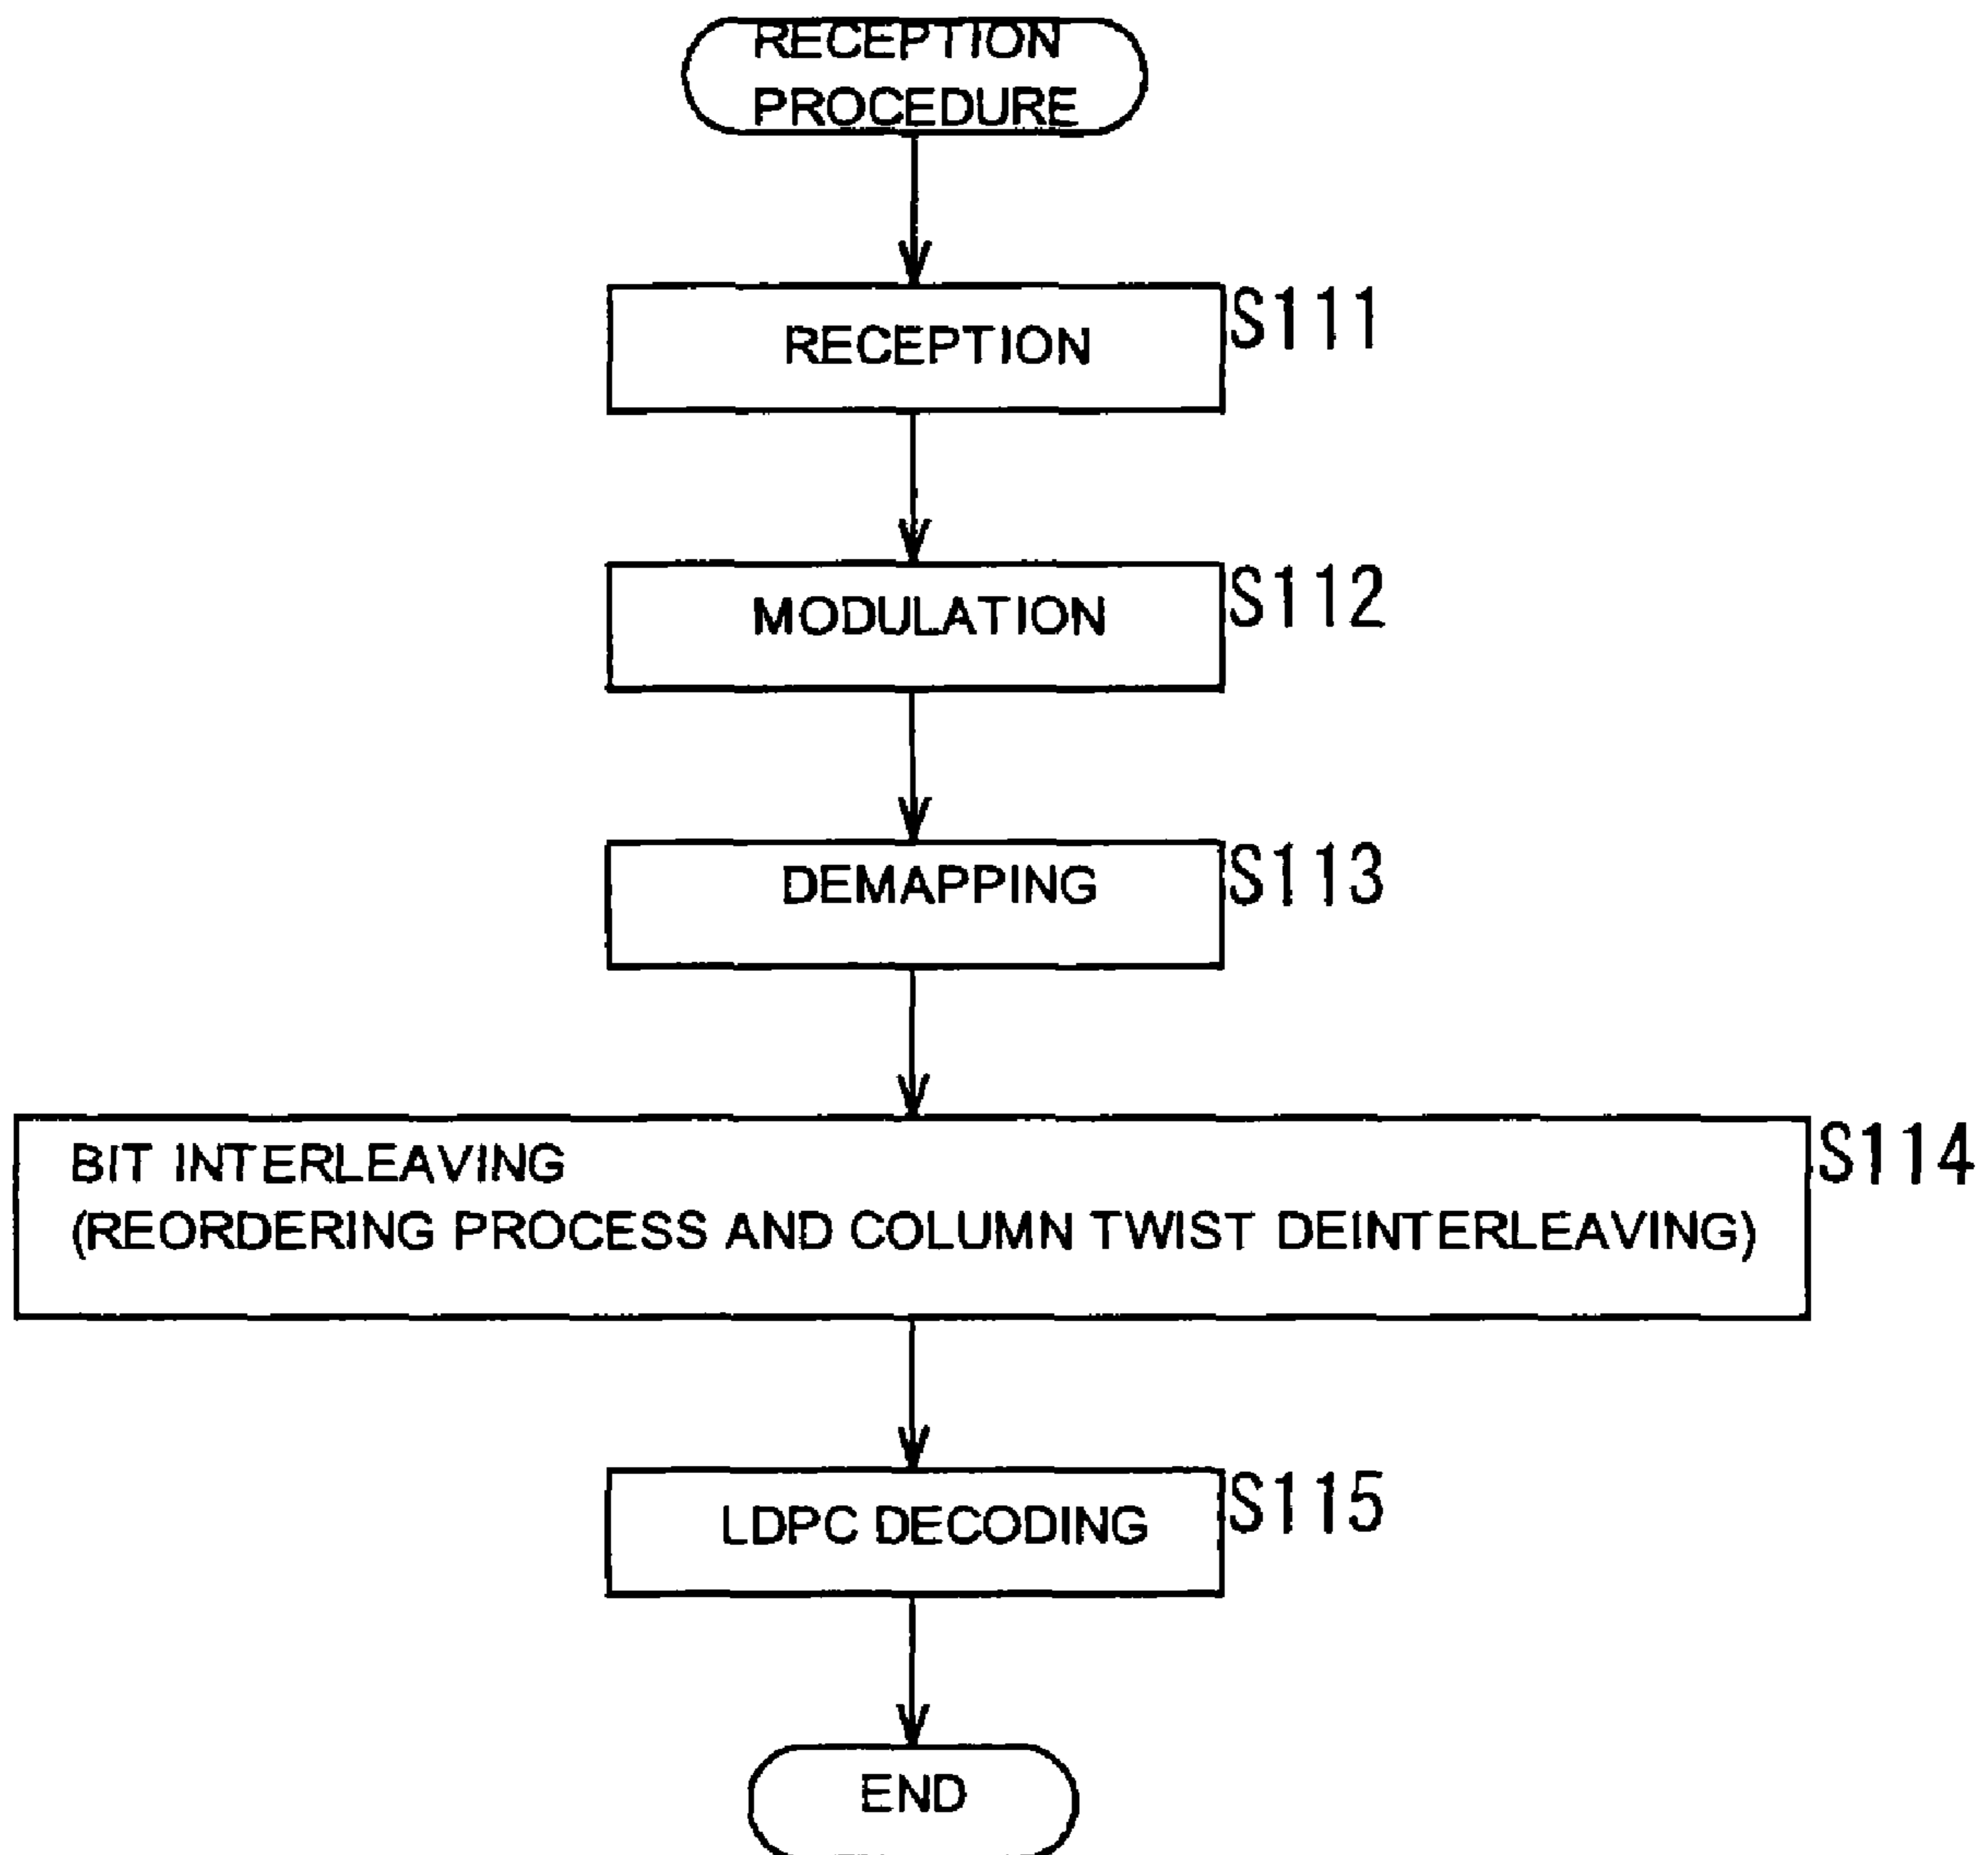 RECEPTION
PROCEDURE
RECEPTION
S111
MODULATION
S112
DEMAPPING
S113
BIT INTERLEAVING
(REORDERING PROCESS AND COLUMN TWIST DEINTERLEAVING)
S114
LDPC DECODING
S115
END